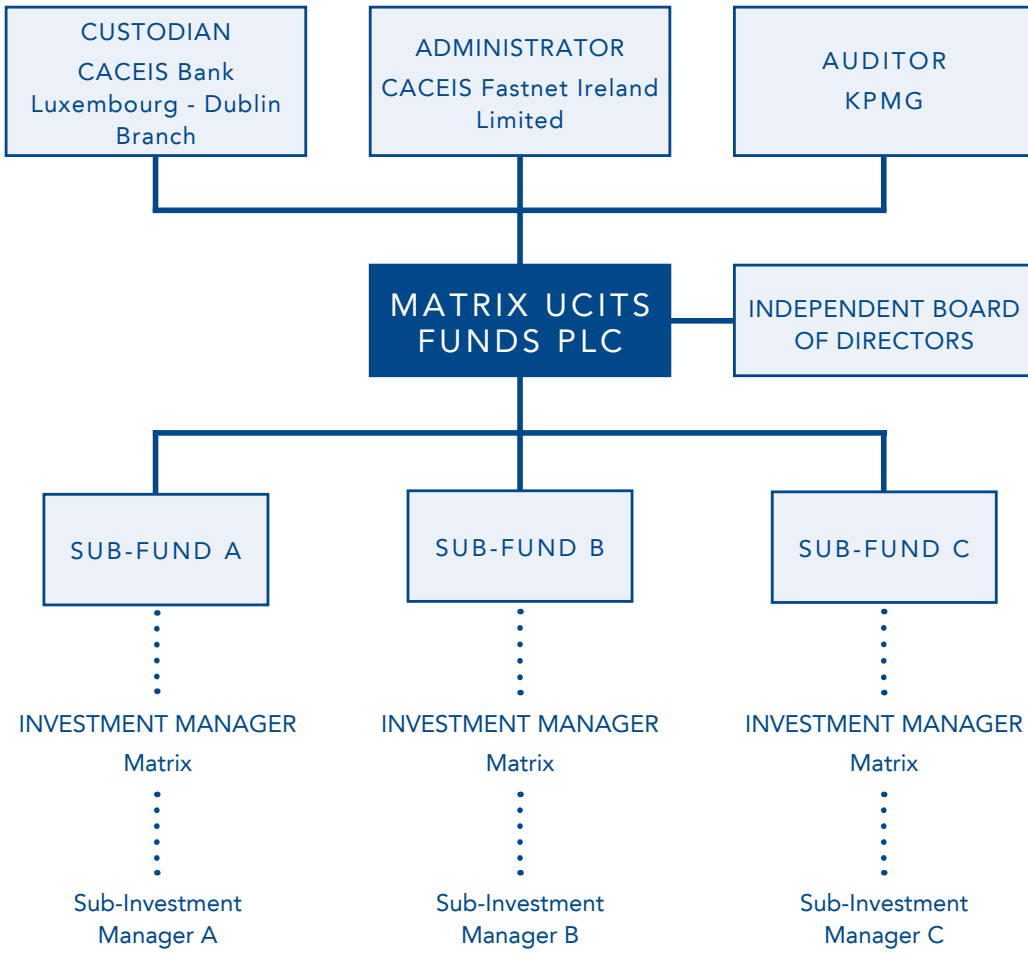 CUSTODIAN
CACEIS Bank
Luxembourg - Dublin
Branch
ADMINISTRATOR
CACEIS Fastnet Ireland
Limited
AUDITOR
KPMG
MATRIX UCITS
FUNDS PLC
INDEPENDENT BOARD
OF DIRECTORS
SUB-FUND A
SUB-FUND B
SUB-FUND C
INVESTMENT MANAGER
Matrix
INVESTMENT MANAGER
Matrix
INVESTMENT MANAGER
Matrix
Sub-Investment
Manager A
Sub-Investment
Manager B
Sub-Investment
Manager C